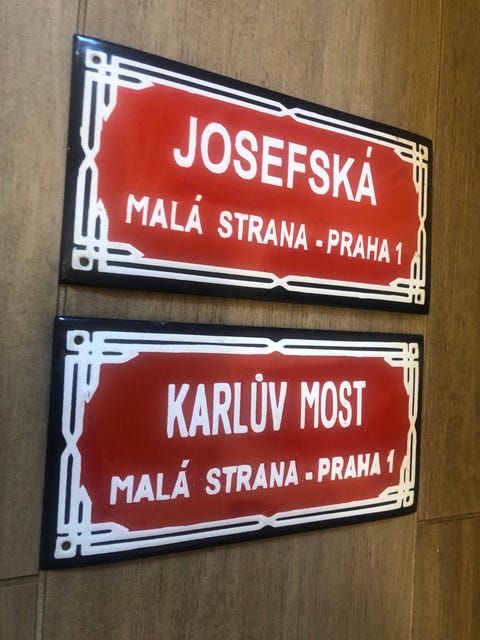 JOSEFSKÁ
MALÁ STRANA - PRAHA 1
KARLŮV MOST
MALÁ STRANA - PRAHA 1